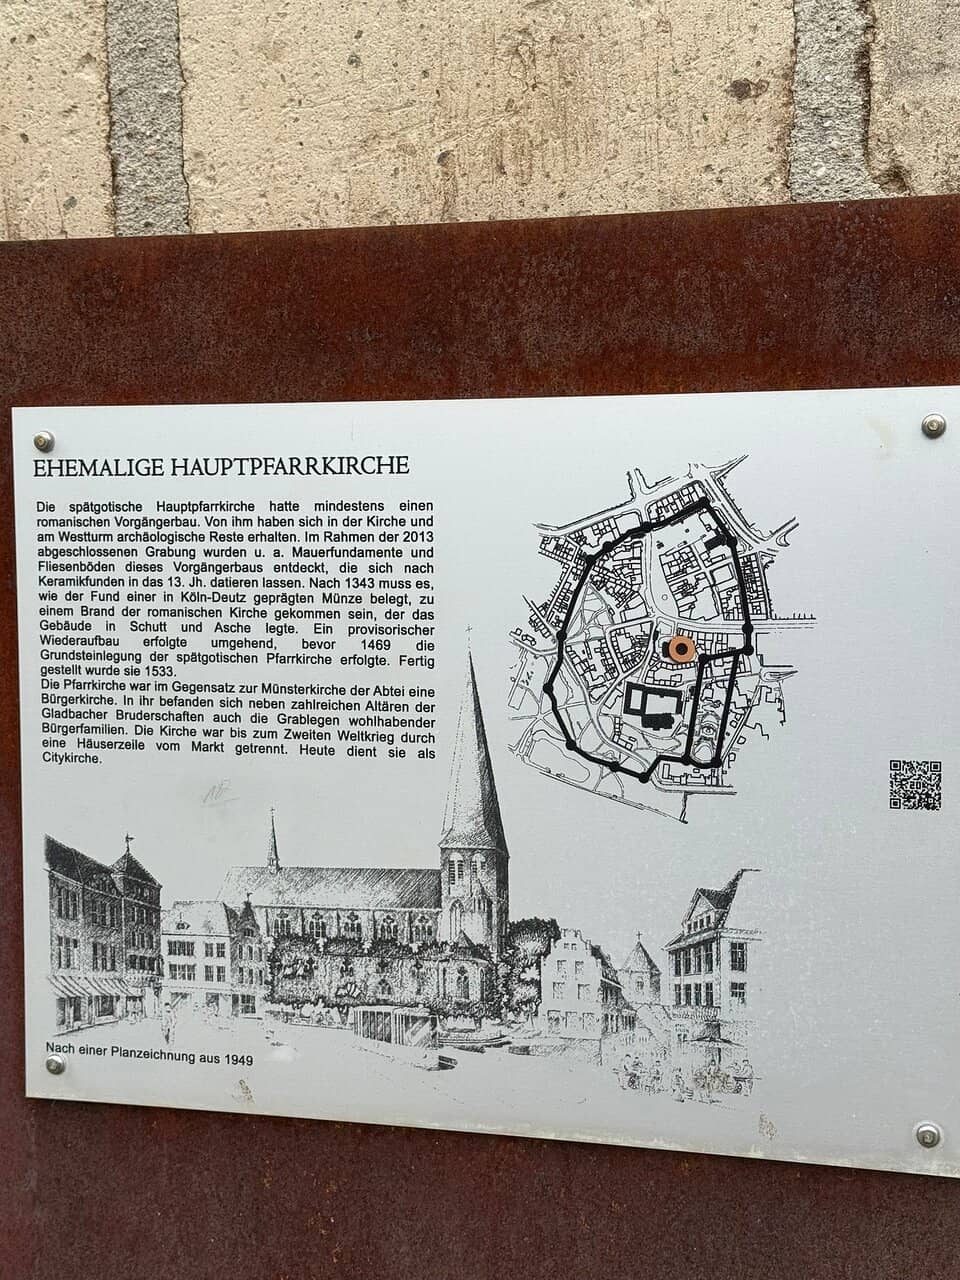 EHEMALIGE HAUPTPFARRKIRCHE
Die spätgotische Hauptpfarrkirche hatte mindestens einen
romanischen Vorgängerbau. Von ihm haben sich in der Kirche und
am Westturm archäologische Reste erhalten. Im Rahmen der 2013
abgeschlossenen Grabung wurden u. a. Mauerfundamente und
Fliesenböden dieses Vorgängerbaus entdeckt, die sich nach
Keramikfunden in das 13. Jh. datieren lassen. Nach 1343 muss es,
wie der Fund einer in Köln-Deutz geprägten Münze belegt, zu
einem Brand der romanischen Kirche gekommen sein, der das
Gebäude in Schutt und Asche legte. Ein provisorischer
Wiederaufbau erfolgte umgehend, bevor 1469 die
Grundsteinlegung der spätgotischen Pfarrkirche erfolgte. Fertig
gestellt wurde sie 1533.
Die Pfarrkirche war im Gegensatz zur Münsterkirche der Abtei eine
Bürgerkirche. In ihr befanden sich neben zahlreichen Altären der
Gladbacher Bruderschaften auch die Grablegen wohlhabender
Bürgerfamilien. Die Kirche war bis zum Zweiten Weltkrieg durch
eine Häuserzeile vom Markt getrennt. Heute dient sie als
Citykirche.
Nach einer Planzeichnung aus 1949